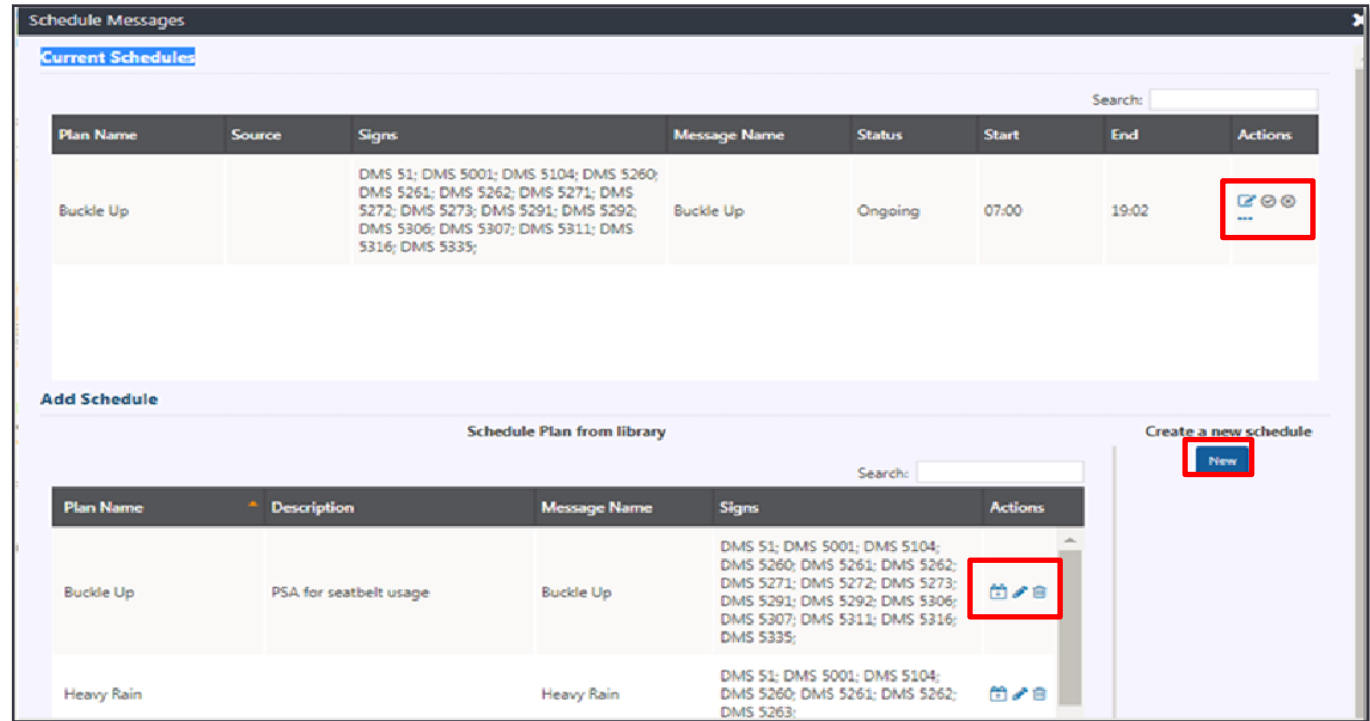 Schedule Messages
Current Schedules
Search:
Plan Name Source Signs Message Name Status Start End Actions
DMS 51; DMS 5001; DMS 5104; DMS 5260;
DMS 5261; DMS 5262; DMS 5271; DMS
Buckle Up 5272; DMS 5273; DMS 5291; DMS 5292; Buckle Up Ongoing 07:00 19:02
DMS 5306; DMS 5307; DMS 5311; DMS
5316; DMS 5335;
Add Schedule
Schedule Plan from library
Create a new schedule
New
Search:
Plan Name Description Message Name Signs Actions
DMS 51; DMS 5001; DMS 5104;
DMS 5260; DMS 5261; DMS 5262;
DMS 5271; DMS 5272; DMS 5273;
Buckle Up PSA for seatbelt usage Buckle Up DMS 5291; DMS 5292; DMS 5306;
DMS 5307; DMS 5311; DMS 5316;
DMS 5335;
DMS 51; DMS 5001; DMS 5104;
Heavy Rain Heavy Rain DMS 5260; DMS 5261; DMS 5262;
DMS 5263;